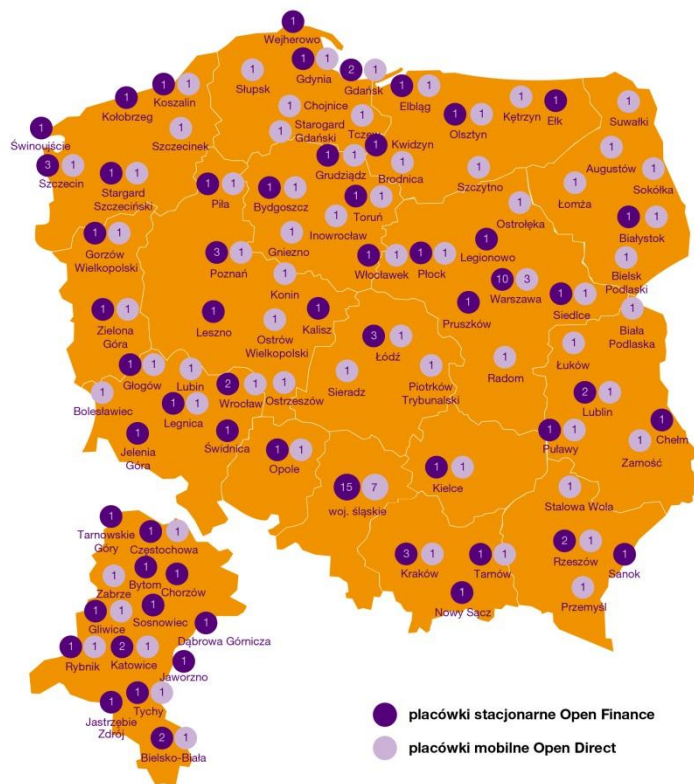 1
Wejherowo
1 1
Gdynia
2 1
Gdańsk
1
Słupsk
1 1
Koszalin
1
Kołobrzeg
1
Chojnice
1
Starogard
Gdański
1
Tczew
1
Kwidzyn
1 1
Elbląg
1 1
Olsztyn
1
Kętrzyn
1
Ełk
1
Suwałki
1
Świnoujście
1
Szczecinek
3 1
Szczecin
1 1
Stargard
Szczeciński
1 1
Piła
1 1
Bydgoszcz
1 1
Grudziądz
1
Brodnica
1 1
Toruń
1
Szczytno
1
Augustów
1
Sokółka
1
Łomża
1
Ostrołęka
1 1
Białystok
1
Inowrocław
1
Gniezno
1 1
Gorzów
Wielkopolski
3 1
Poznań
1 1
Włocławek
1 1
Płock
1
Legionowo
1
Bielsk
Podlaski
1
Konin
10 3
Warszawa
1 1
Siedlce
1
Pruszków
1
Biała
Podlaska
1 1
Zielona
Góra
1
Leszno
1
Ostrów
Wielkopolski
1
Kalisz
3 1
Łódź
1
Łuków
1 1
Głogów
1
Lubin
2 1
Wrocław
1
Ostrzeszów
1
Sieradz
1
Piotrków
Trybunalski
1
Radom
1
Bolesławiec
1 1
Legnica
2 1
Lublin
1
Chełm
1
Jelenia
Góra
1
Świdnica
1 1
Opole
1 1
Puławy
1
Zamość
15 7
woj. śląskie
1 1
Kielce
1
Stalowa Wola
3 1
Kraków
1 1
Tarnów
2 1
Rzeszów
1
Sanok
1
Nowy Sącz
1
Przemyśl
1
Tarnowskie
Góry
1 1
Częstochowa
1
Zabrze
1
Bytom
1
Chorzów
1 1
Gliwice
1
Sosnowiec
1
Dąbrowa Górnicza
1 1
Rybnik
2 1
Katowice
1
Jaworzno
1
Jastrzębie
Zdrój
1 1
Tychy
2 1
Bielsko-Biała
placówki stacjonarne Open Finance
placówki mobilne Open Direct